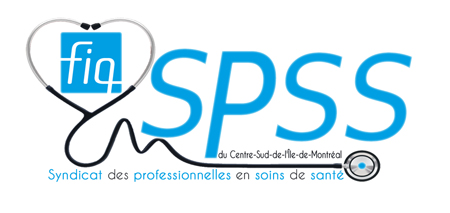 fiq
SPSS
du Centre-Sud-de-l'Île-de-Montréal
Syndicat des professionnelles en soins de santé